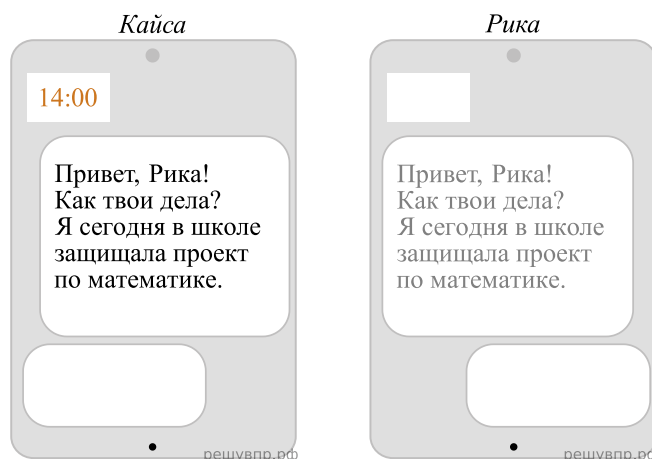 Кайса
Рика
14:00
Привет, Рика!
Как твои дела?
Я сегодня в школе
защищала проект
по математике.
Привет, Рика!
Как твои дела?
Я сегодня в школе
защищала проект
по математике.
решувпр.рф
решувпр.рф